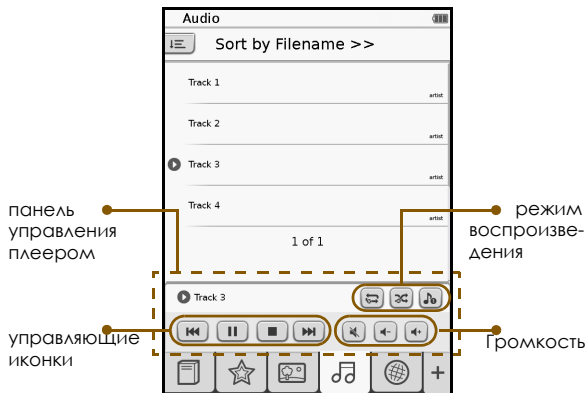 Audio
Sort by Filename >>
Track 1
artist
Track 2
Track 3
artist
Track 4
artist
1 of 1
панель
управления
плеером
режим
воспроизве-
дения
Track 3
управляющие
иконки
Громкость